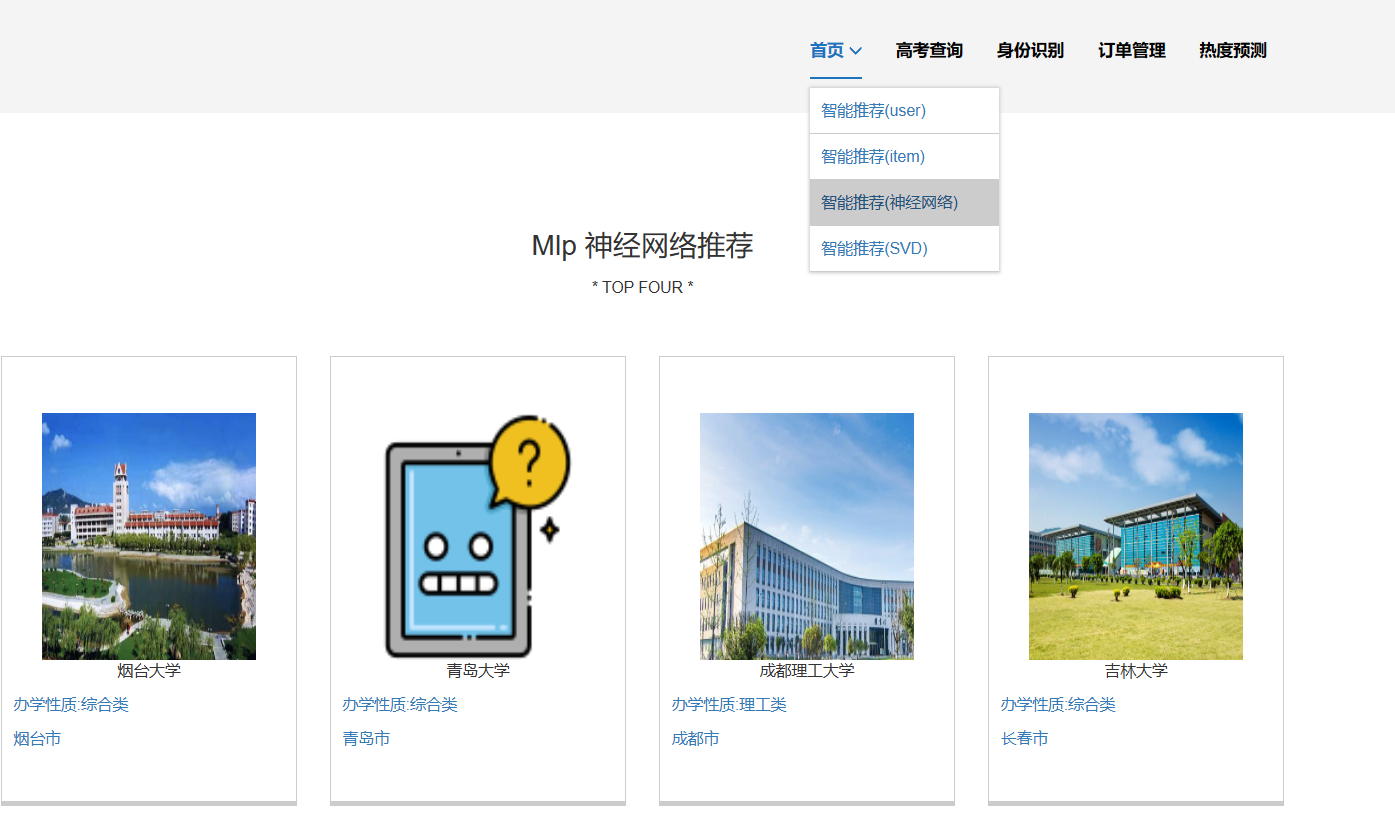 首页 高考查询 身份识别 订单管理 热度预测
智能推荐(user)
智能推荐(item)
智能推荐(神经网络)
智能推荐(SVD)
Mlp 神经网络推荐
* TOP FOUR *
?
烟台大学
办学性质:综合类
烟台市
青岛大学
办学性质:综合类
青岛市
成都理工大学
办学性质:理工类
成都市
吉林大学
办学性质:综合类
长春市